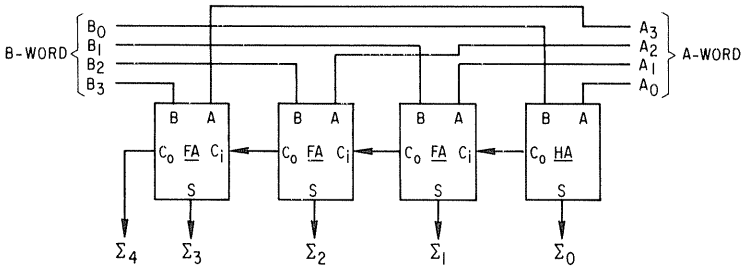 B₀ A₃
B-WORD B₁ A₂ A-WORD
B₂ A₁
B₃ A₀
B A B A B A B A
C₀ FA Cᵢ C₀ FA Cᵢ C₀ FA Cᵢ C₀ HA
S S S S
Σ₄ Σ₃ Σ₂ Σ₁ Σ₀